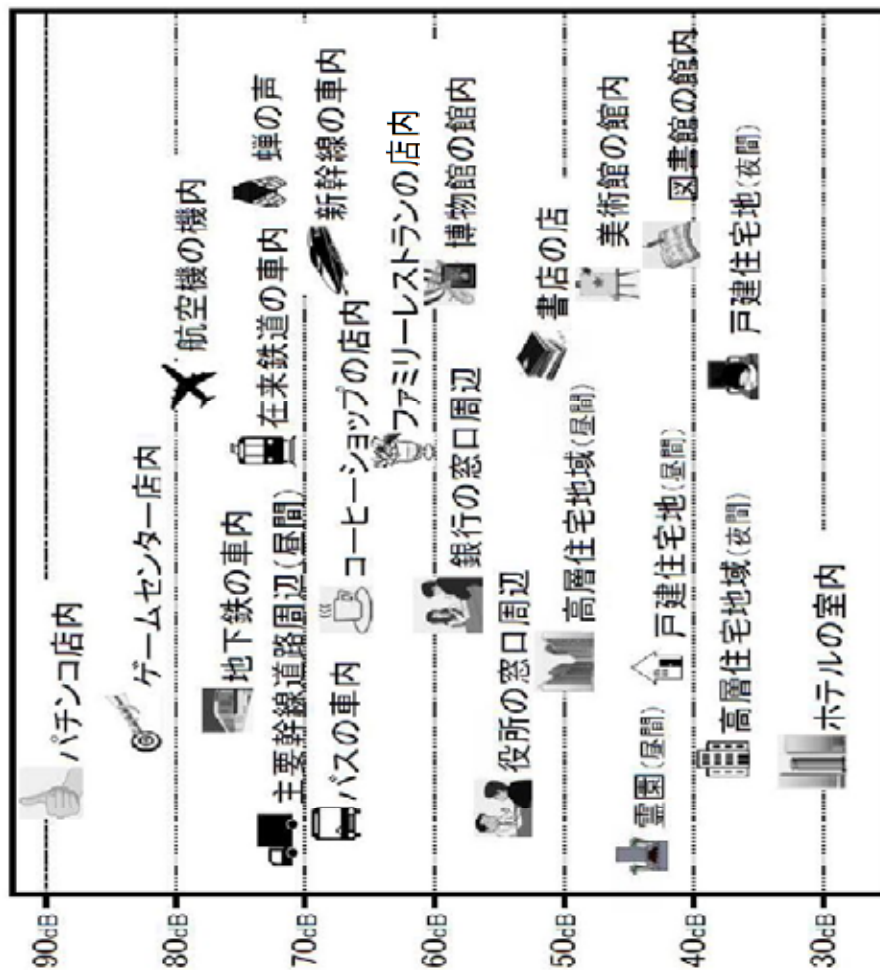 90dB
パチンコ店内
ゲームセンター店内
80dB
航空機の機内
地下鉄の車内
主要幹線道路周辺(昼間)
在来鉄道の車内
蝉の声
70dB
バスの車内
コーヒーショップの店内
新幹線の車内
ファミリーレストランの店内
60dB
銀行の窓口周辺
博物館の館内
役所の窓口周辺
書店の店
50dB
高層住宅地域(昼間)
美術館の館内
霊園(昼間)
戸建住宅地(昼間)
図書館の館内
40dB
高層住宅地域(夜間)
戸建住宅地(夜間)
30dB
ホテルの室内